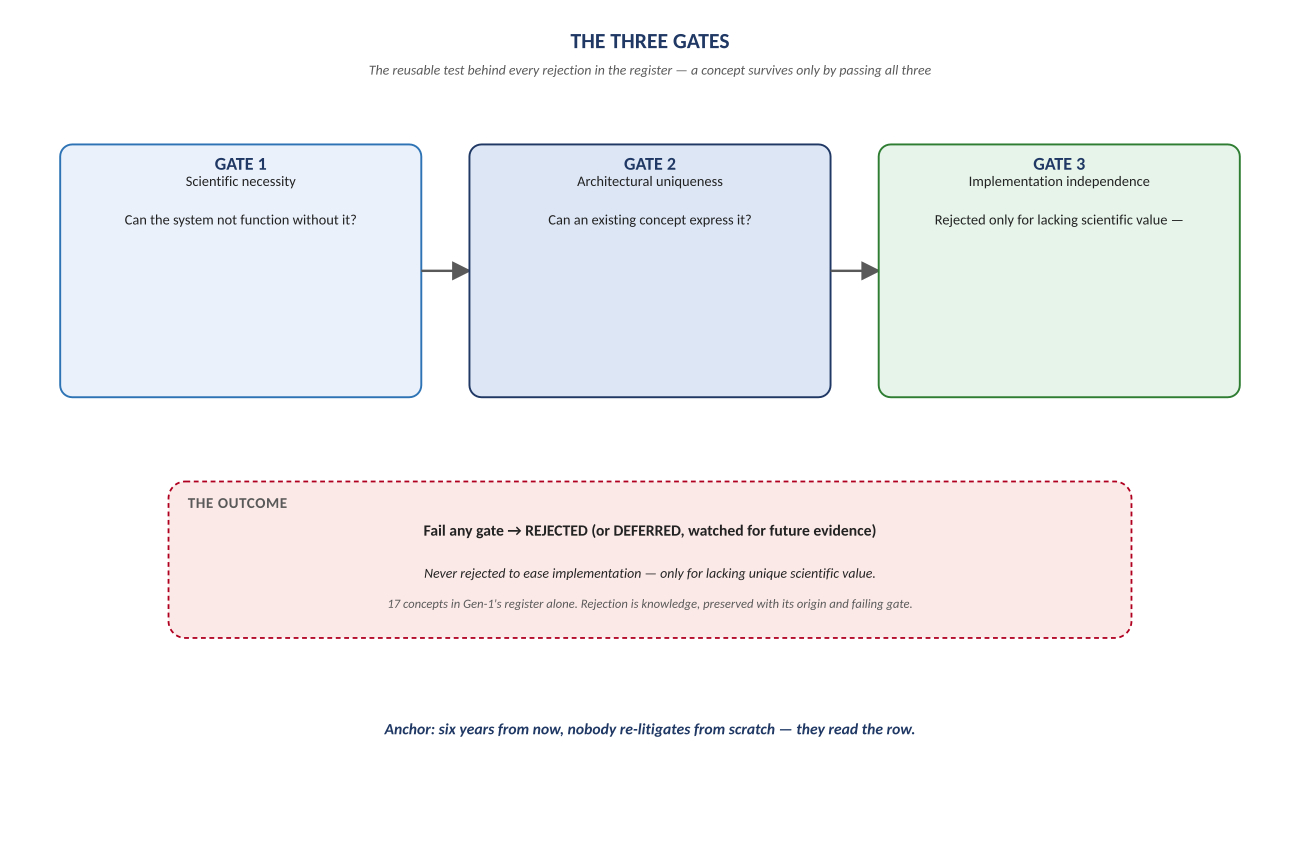 THE THREE GATES
The reusable test behind every rejection in the register — a concept survives only by passing all three
GATE 1
Scientific necessity
Can the system not function without it?
GATE 2
Architectural uniqueness
Can an existing concept express it?
GATE 3
Implementation independence
Rejected only for lacking scientific value —
THE OUTCOME
Fail any gate → REJECTED (or DEFERRED, watched for future evidence)
Never rejected to ease implementation — only for lacking unique scientific value.
17 concepts in Gen-1's register alone. Rejection is knowledge, preserved with its origin and failing gate.
Anchor: six years from now, nobody re-litigates from scratch — they read the row.